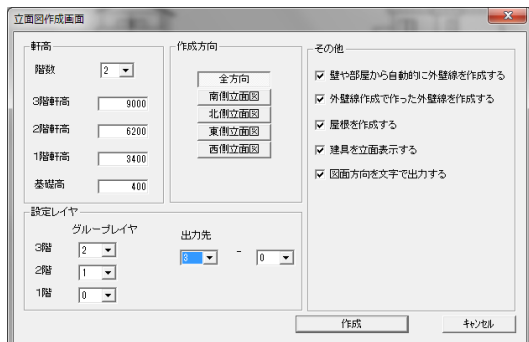 立面図作成画面
軒高
階数
2
3階軒高
9000
2階軒高
6200
1階軒高
3400
基礎高
400
作成方向
全方向
南側立面図
北側立面図
東側立面図
西側立面図
その他
壁や部屋から自動的に外壁線を作成する
外壁線作成で作った外壁線を作成する
屋根を作成する
建具を立面表示する
図面方向を文字で出力する
設定レイヤ
グループレイヤ
3階
2
2階
1
1階
0
出力先
3 - 0
作成
キャンセル